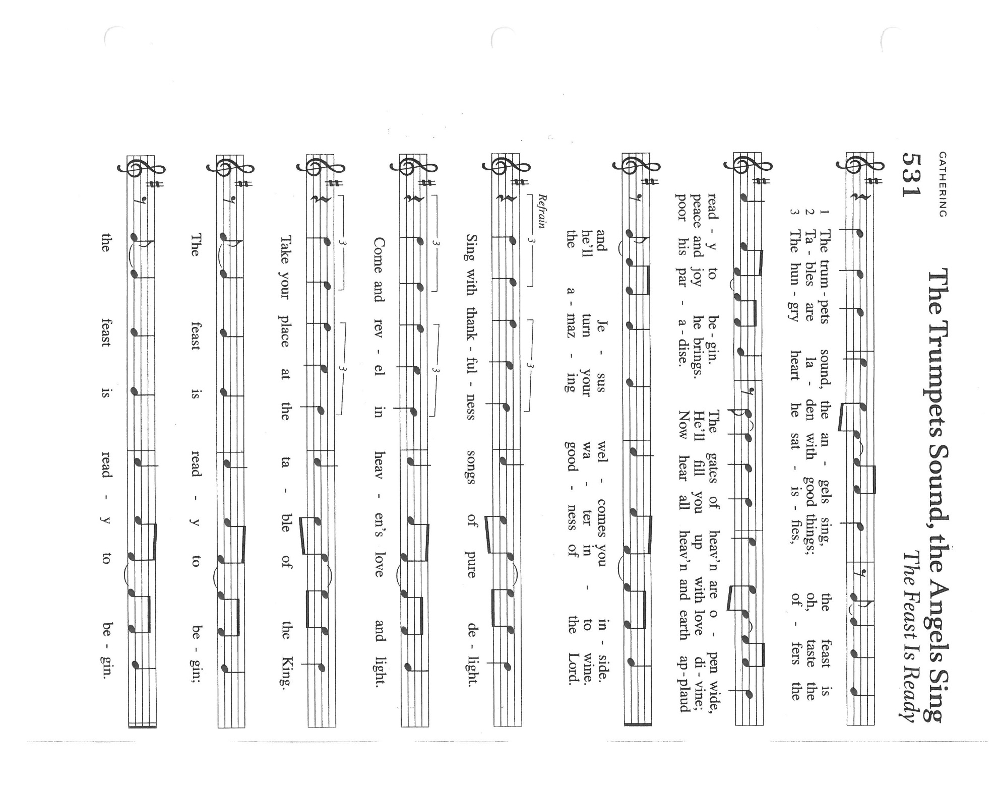 GATHERING
531
The Trumpets Sound, the Angels Sing
The Feast Is Ready
1 The trum - pets sound, the an - gels sing, the feast is
2 Ta - bles are la - den with good things; oh, taste the
3 The hun - gry heart he sat - is - fies, of - fers the
read - y to be - gin. The gates of heav'n are o - pen wide,
peace and joy he brings. He'll fill you up with love di - vine;
poor his par - a - dise. Now hear all heav'n and earth ap - plaud
and Je - sus wel - comes you in - side.
he'll turn your wa - ter in - to wine.
the a - maz - ing good - ness of the Lord.
Refrain
3 3
Sing with thank - ful - ness songs of pure de - light.
3 3
Come and rev - el in heav - en's love and light.
3 3
Take your place at the ta - ble of the King.
The feast is read - y to be - gin;
the feast is read - y to be - gin.